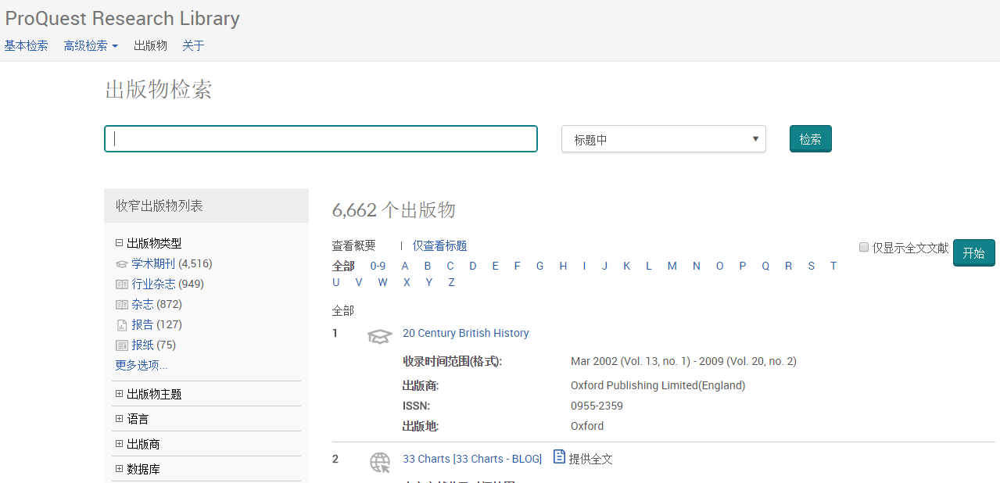 ProQuest Research Library
基本检索 高级检索 出版物 关于
出版物检索
标题中 检索
收窄出版物列表
出版物类型
学术期刊 (4,516)
行业杂志 (949)
杂志 (872)
报告 (127)
报纸 (75)
更多选项...
出版物主题
语言
出版商
数据库
6,662 个出版物
查看概要 | 仅查看标题
仅显示全文文献 开始
全部 0-9 A B C D E F G H I J K L M N O P Q R S T
U V W X Y Z
全部
1 20 Century British History
收录时间范围(格式): Mar 2002 (Vol. 13, no. 1) - 2009 (Vol. 20, no. 2)
出版商: Oxford Publishing Limited(England)
ISSN: 0955-2359
出版地: Oxford
2 33 Charts [33 Charts - BLOG] 提供全文